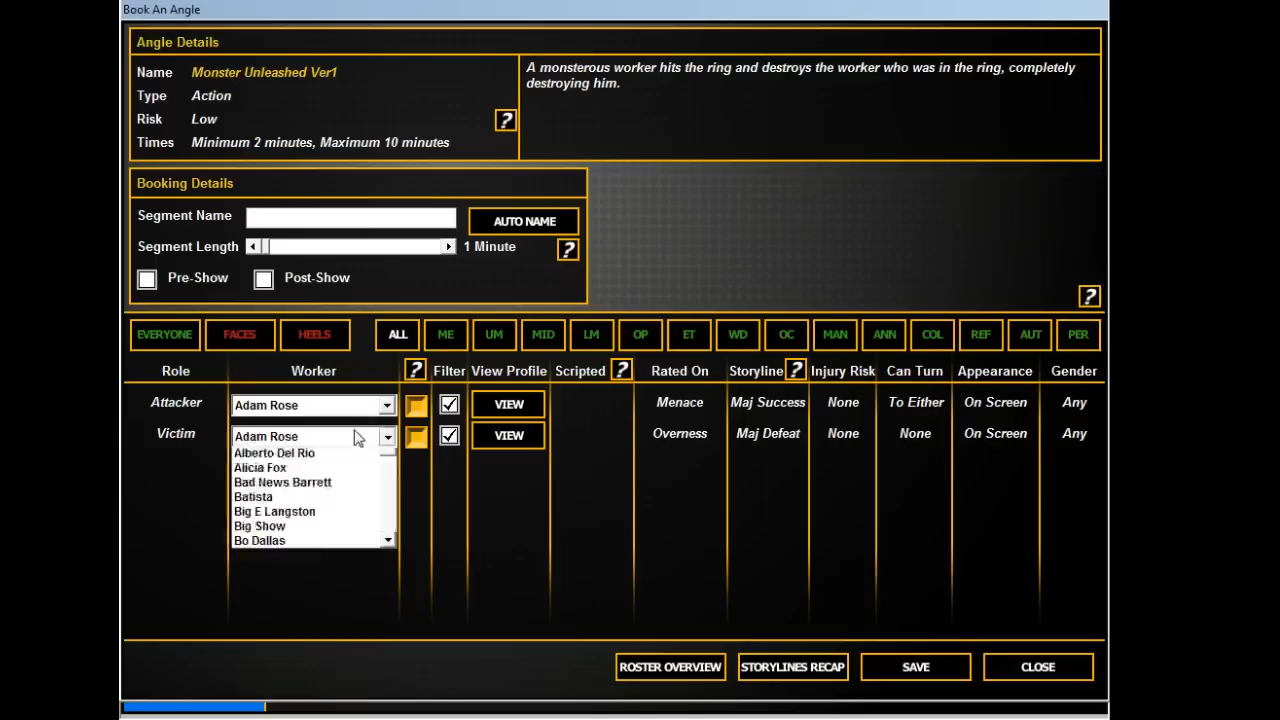 Book An Angle
Angle Details
Name Monster Unleashed Ver1
Type Action
Risk Low
Times Minimum 2 minutes, Maximum 10 minutes
?
A monsterous worker hits the ring and destroys the worker who was in the ring, completely
destroying him.
Booking Details
Segment Name AUTO NAME
Segment Length 1 Minute ?
Pre-Show Post-Show
?
EVERYONE FACES HEELS ALL ME UM MID LM OP ET WD OC MAN ANN COL REF AUT PER
Role Worker ? Filter View Profile Scripted ? Rated On Storyline ? Injury Risk Can Turn Appearance Gender
Attacker Adam Rose VIEW Menace Maj Success None To Either On Screen Any
Victim Adam Rose VIEW Overness Maj Defeat None None On Screen Any
Alberto Del Rio
Alicia Fox
Bad News Barrett
Batista
Big E Langston
Big Show
Bo Dallas
ROSTER OVERVIEW STORYLINES RECAP SAVE CLOSE